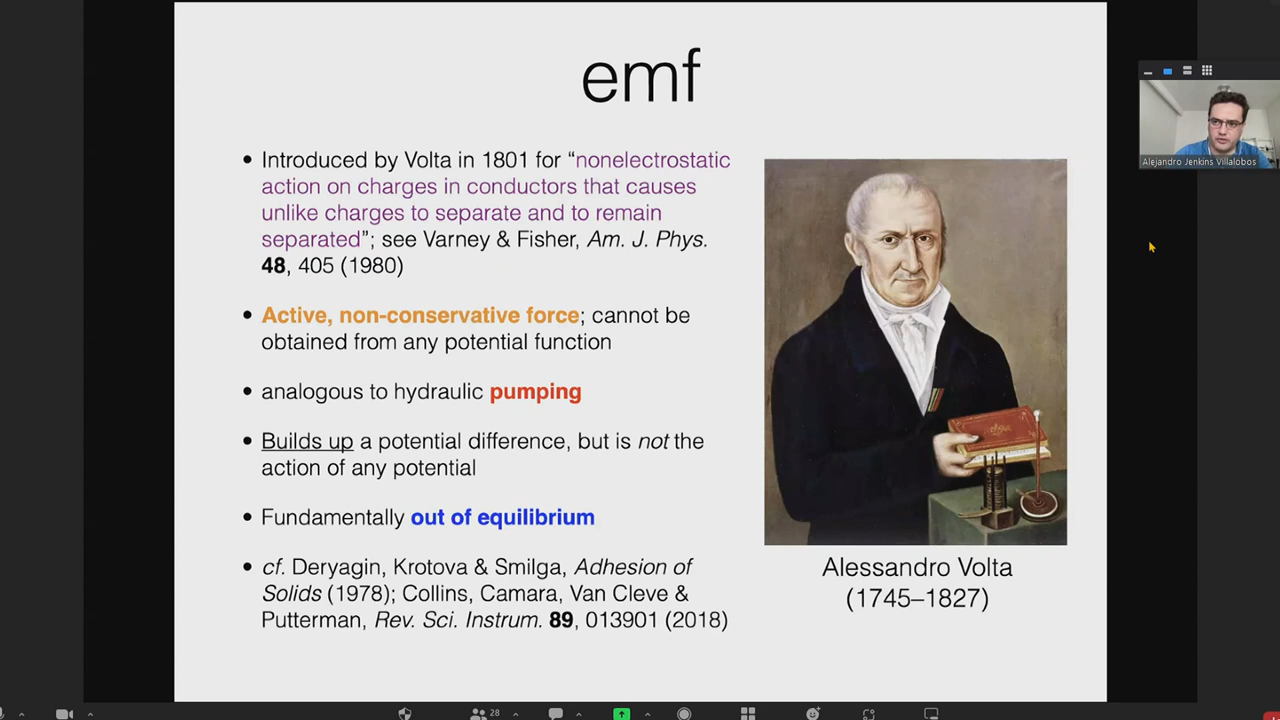 emf
• Introduced by Volta in 1801 for “nonelectrostatic
action on charges in conductors that causes
unlike charges to separate and to remain
separated”; see Varney & Fisher, Am. J. Phys.
48, 405 (1980)
• Active, non-conservative force; cannot be
obtained from any potential function
• analogous to hydraulic pumping
• Builds up a potential difference, but is not the
action of any potential
• Fundamentally out of equilibrium
• cf. Deryagin, Krotova & Smilga, Adhesion of
Solids (1978); Collins, Camara, Van Cleve &
Putterman, Rev. Sci. Instrum. 89, 013901 (2018)
Alessandro Volta
(1745–1827)
Alejandro Jenkins Villalobos
28